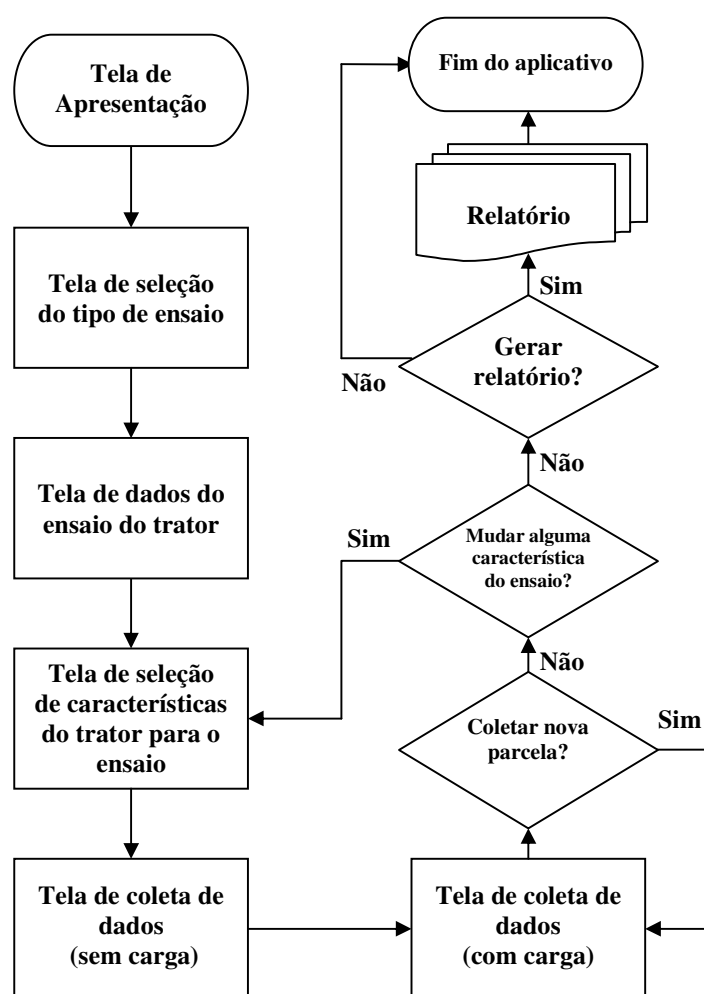 Tela de
Apresentação
Tela de seleção
do tipo de ensaio
Tela de dados do
ensaio do trator
Tela de seleção
de características
do trator para o
ensaio
Tela de coleta de
dados
(sem carga)
Tela de coleta de
dados
(com carga)
Coletar nova
parcela?
Sim
Não
Mudar alguma
característica
do ensaio?
Sim
Não
Gerar
relatório?
Não
Sim
Relatório
Fim do aplicativo